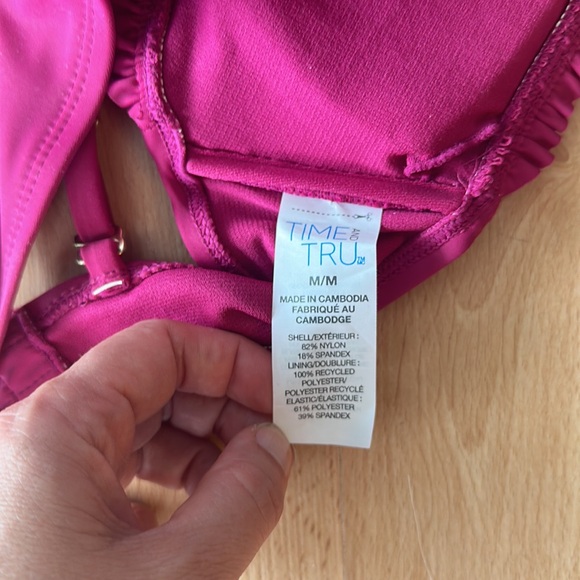 TIME AND
TRU™
M/M
MADE IN CAMBODIA
FABRIQUÉ AU
CAMBODGE
SHELL/EXTÉRIEUR :
82% NYLON
18% SPANDEX
LINING/DOUBLURE :
100% RECYCLED
POLYESTER/
POLYESTER RECYCLÉ
ELASTIC/ÉLASTIQUE :
61% POLYESTER
39% SPANDEX